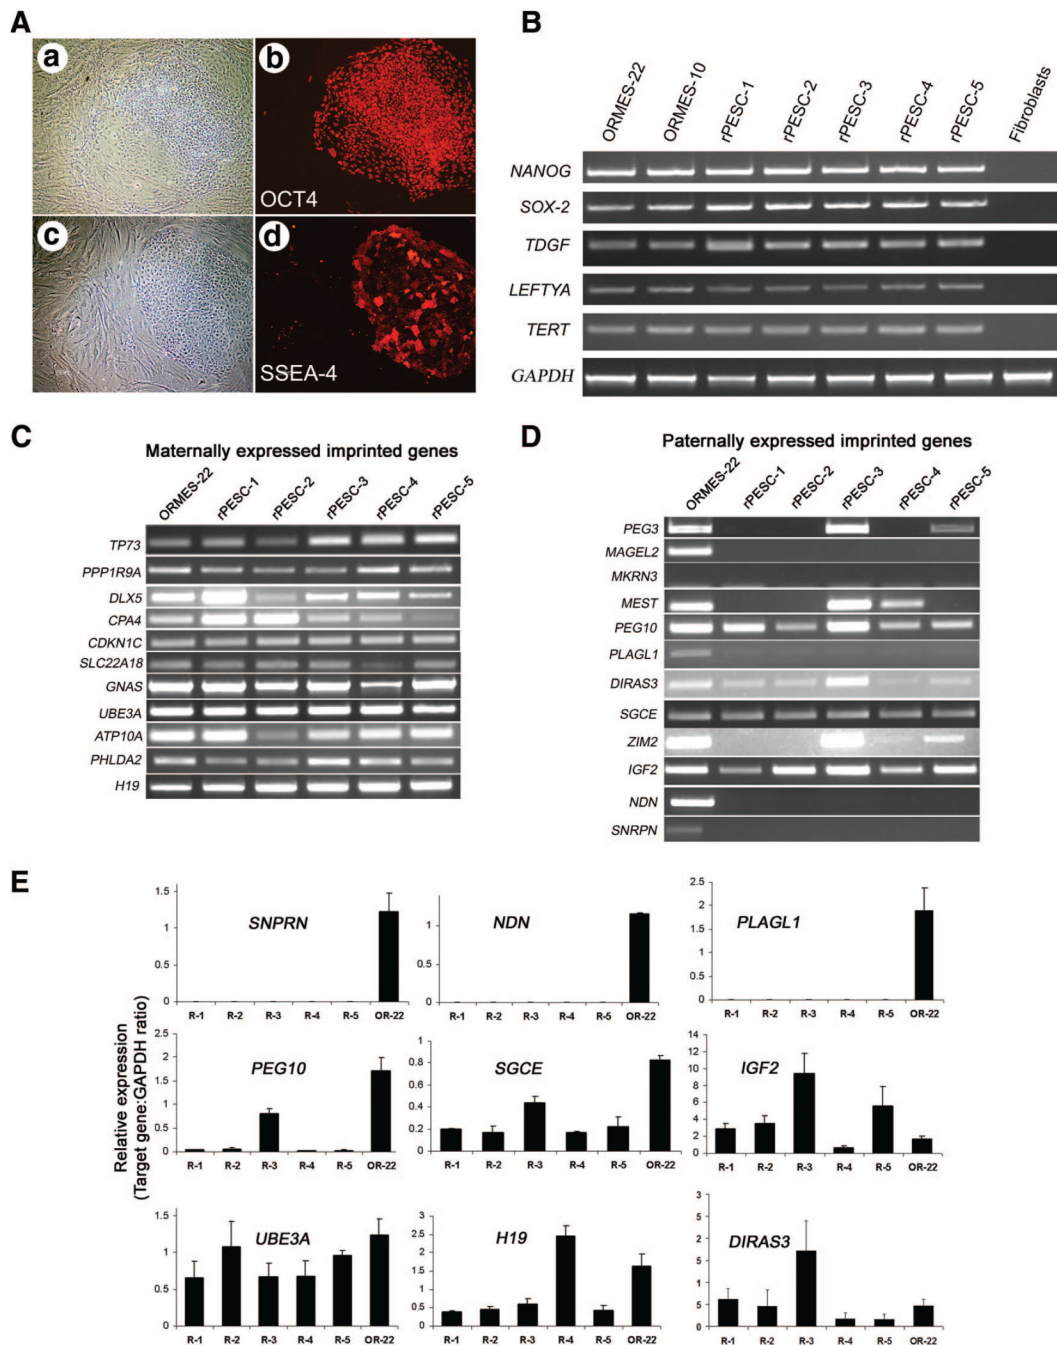 A
a
b
OCT4
c
d
SSEA-4
B
ORMES-22
ORMES-10
rPESC-1
rPESC-2
rPESC-3
rPESC-4
rPESC-5
Fibroblasts
NANOG
SOX-2
TDGF
LEFTYA
TERT
GAPDH
C
Maternally expressed imprinted genes
ORMES-22
rPESC-1
rPESC-2
rPESC-3
rPESC-4
rPESC-5
TP73
PPP1R9A
DLX5
CPA4
CDKN1C
SLC22A18
GNAS
UBE3A
ATP10A
PHLDA2
H19
D
Paternally expressed imprinted genes
ORMES-22
rPESC-1
rPESC-2
rPESC-3
rPESC-4
rPESC-5
PEG3
MAGEL2
MKRN3
MEST
PEG10
PLAGL1
DIRAS3
SGCE
ZIM2
IGF2
NDN
SNRPN
E
Relative expression
(Target gene:GAPDH ratio)
SNPRN
1.5
1
0.5
0
R-1 R-2 R-3 R-4 R-5 OR-22
NDN
1
0.5
0
R-1 R-2 R-3 R-4 R-5 OR-22
PLAGL1
2.5
2
1.5
1
0.5
0
R-1 R-2 R-3 R-4 R-5 OR-22
PEG10
2.5
2
1.5
1
0.5
0
R-1 R-2 R-3 R-4 R-5 OR-22
SGCE
1
0.8
0.6
0.4
0.2
0
R-1 R-2 R-3 R-4 R-5 OR-22
IGF2
14
12
10
8
6
4
2
0
R-1 R-2 R-3 R-4 R-5 OR-22
UBE3A
1.5
1
0.5
0
R-1 R-2 R-3 R-4 R-5 OR-22
H19
3
2.5
2
1.5
1
0.5
0
R-1 R-2 R-3 R-4 R-5 OR-22
DIRAS3
3
5
2
5
1
5
0
R-1 R-2 R-3 R-4 R-5 OR-22